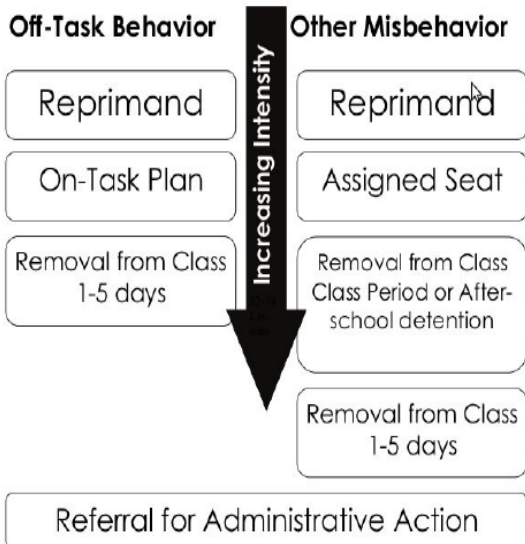 Off-Task Behavior
Other Misbehavior
Increasing Intensity
Reprimand
On-Task Plan
Removal from Class
1-5 days
Reprimand
Assigned Seat
Removal from Class
Class Period or After-
school detention
Removal from Class
1-5 days
Referral for Administrative Action